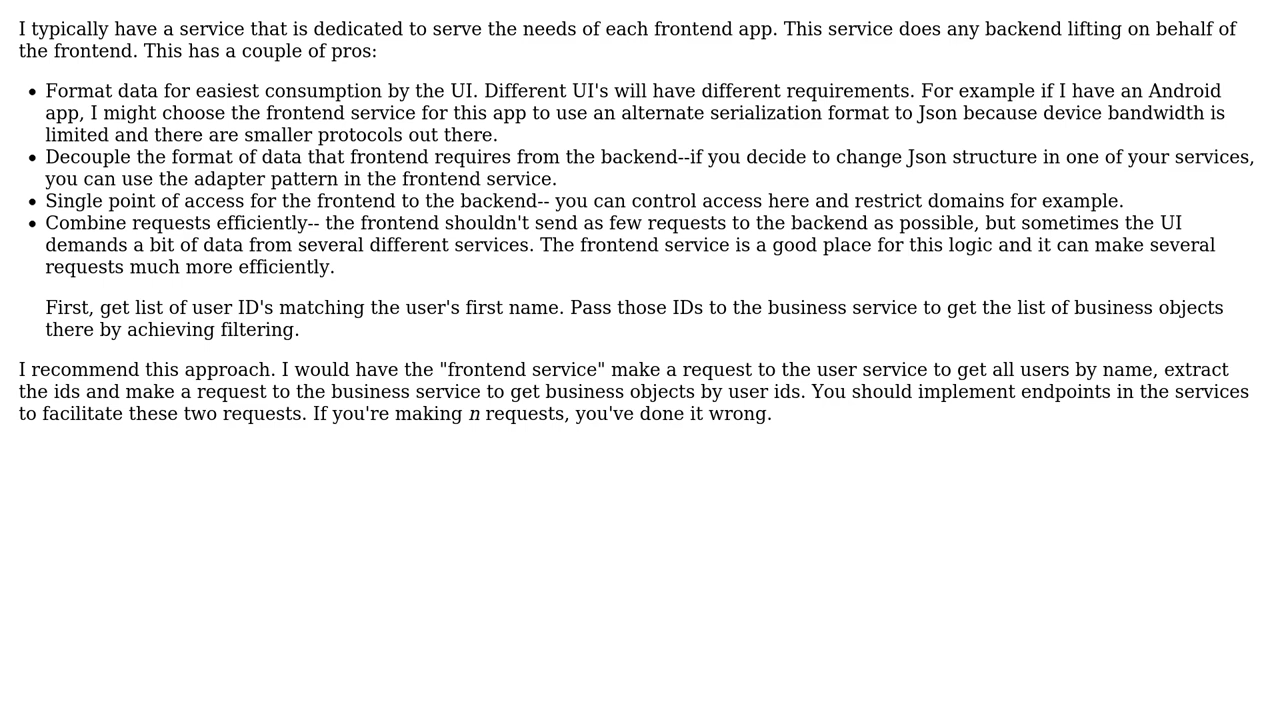 I typically have a service that is dedicated to serve the needs of each frontend app. This service does any backend lifting on behalf of
the frontend. This has a couple of pros:
• Format data for easiest consumption by the UI. Different UI's will have different requirements. For example if I have an Android
app, I might choose the frontend service for this app to use an alternate serialization format to Json because device bandwidth is
limited and there are smaller protocols out there.
• Decouple the format of data that frontend requires from the backend--if you decide to change Json structure in one of your services,
you can use the adapter pattern in the frontend service.
• Single point of access for the frontend to the backend-- you can control access here and restrict domains for example.
• Combine requests efficiently-- the frontend shouldn't send as few requests to the backend as possible, but sometimes the UI
demands a bit of data from several different services. The frontend service is a good place for this logic and it can make several
requests much more efficiently.
First, get list of user ID's matching the user's first name. Pass those IDs to the business service to get the list of business objects
there by achieving filtering.
I recommend this approach. I would have the "frontend service" make a request to the user service to get all users by name, extract
the ids and make a request to the business service to get business objects by user ids. You should implement endpoints in the services
to facilitate these two requests. If you're making n requests, you've done it wrong.